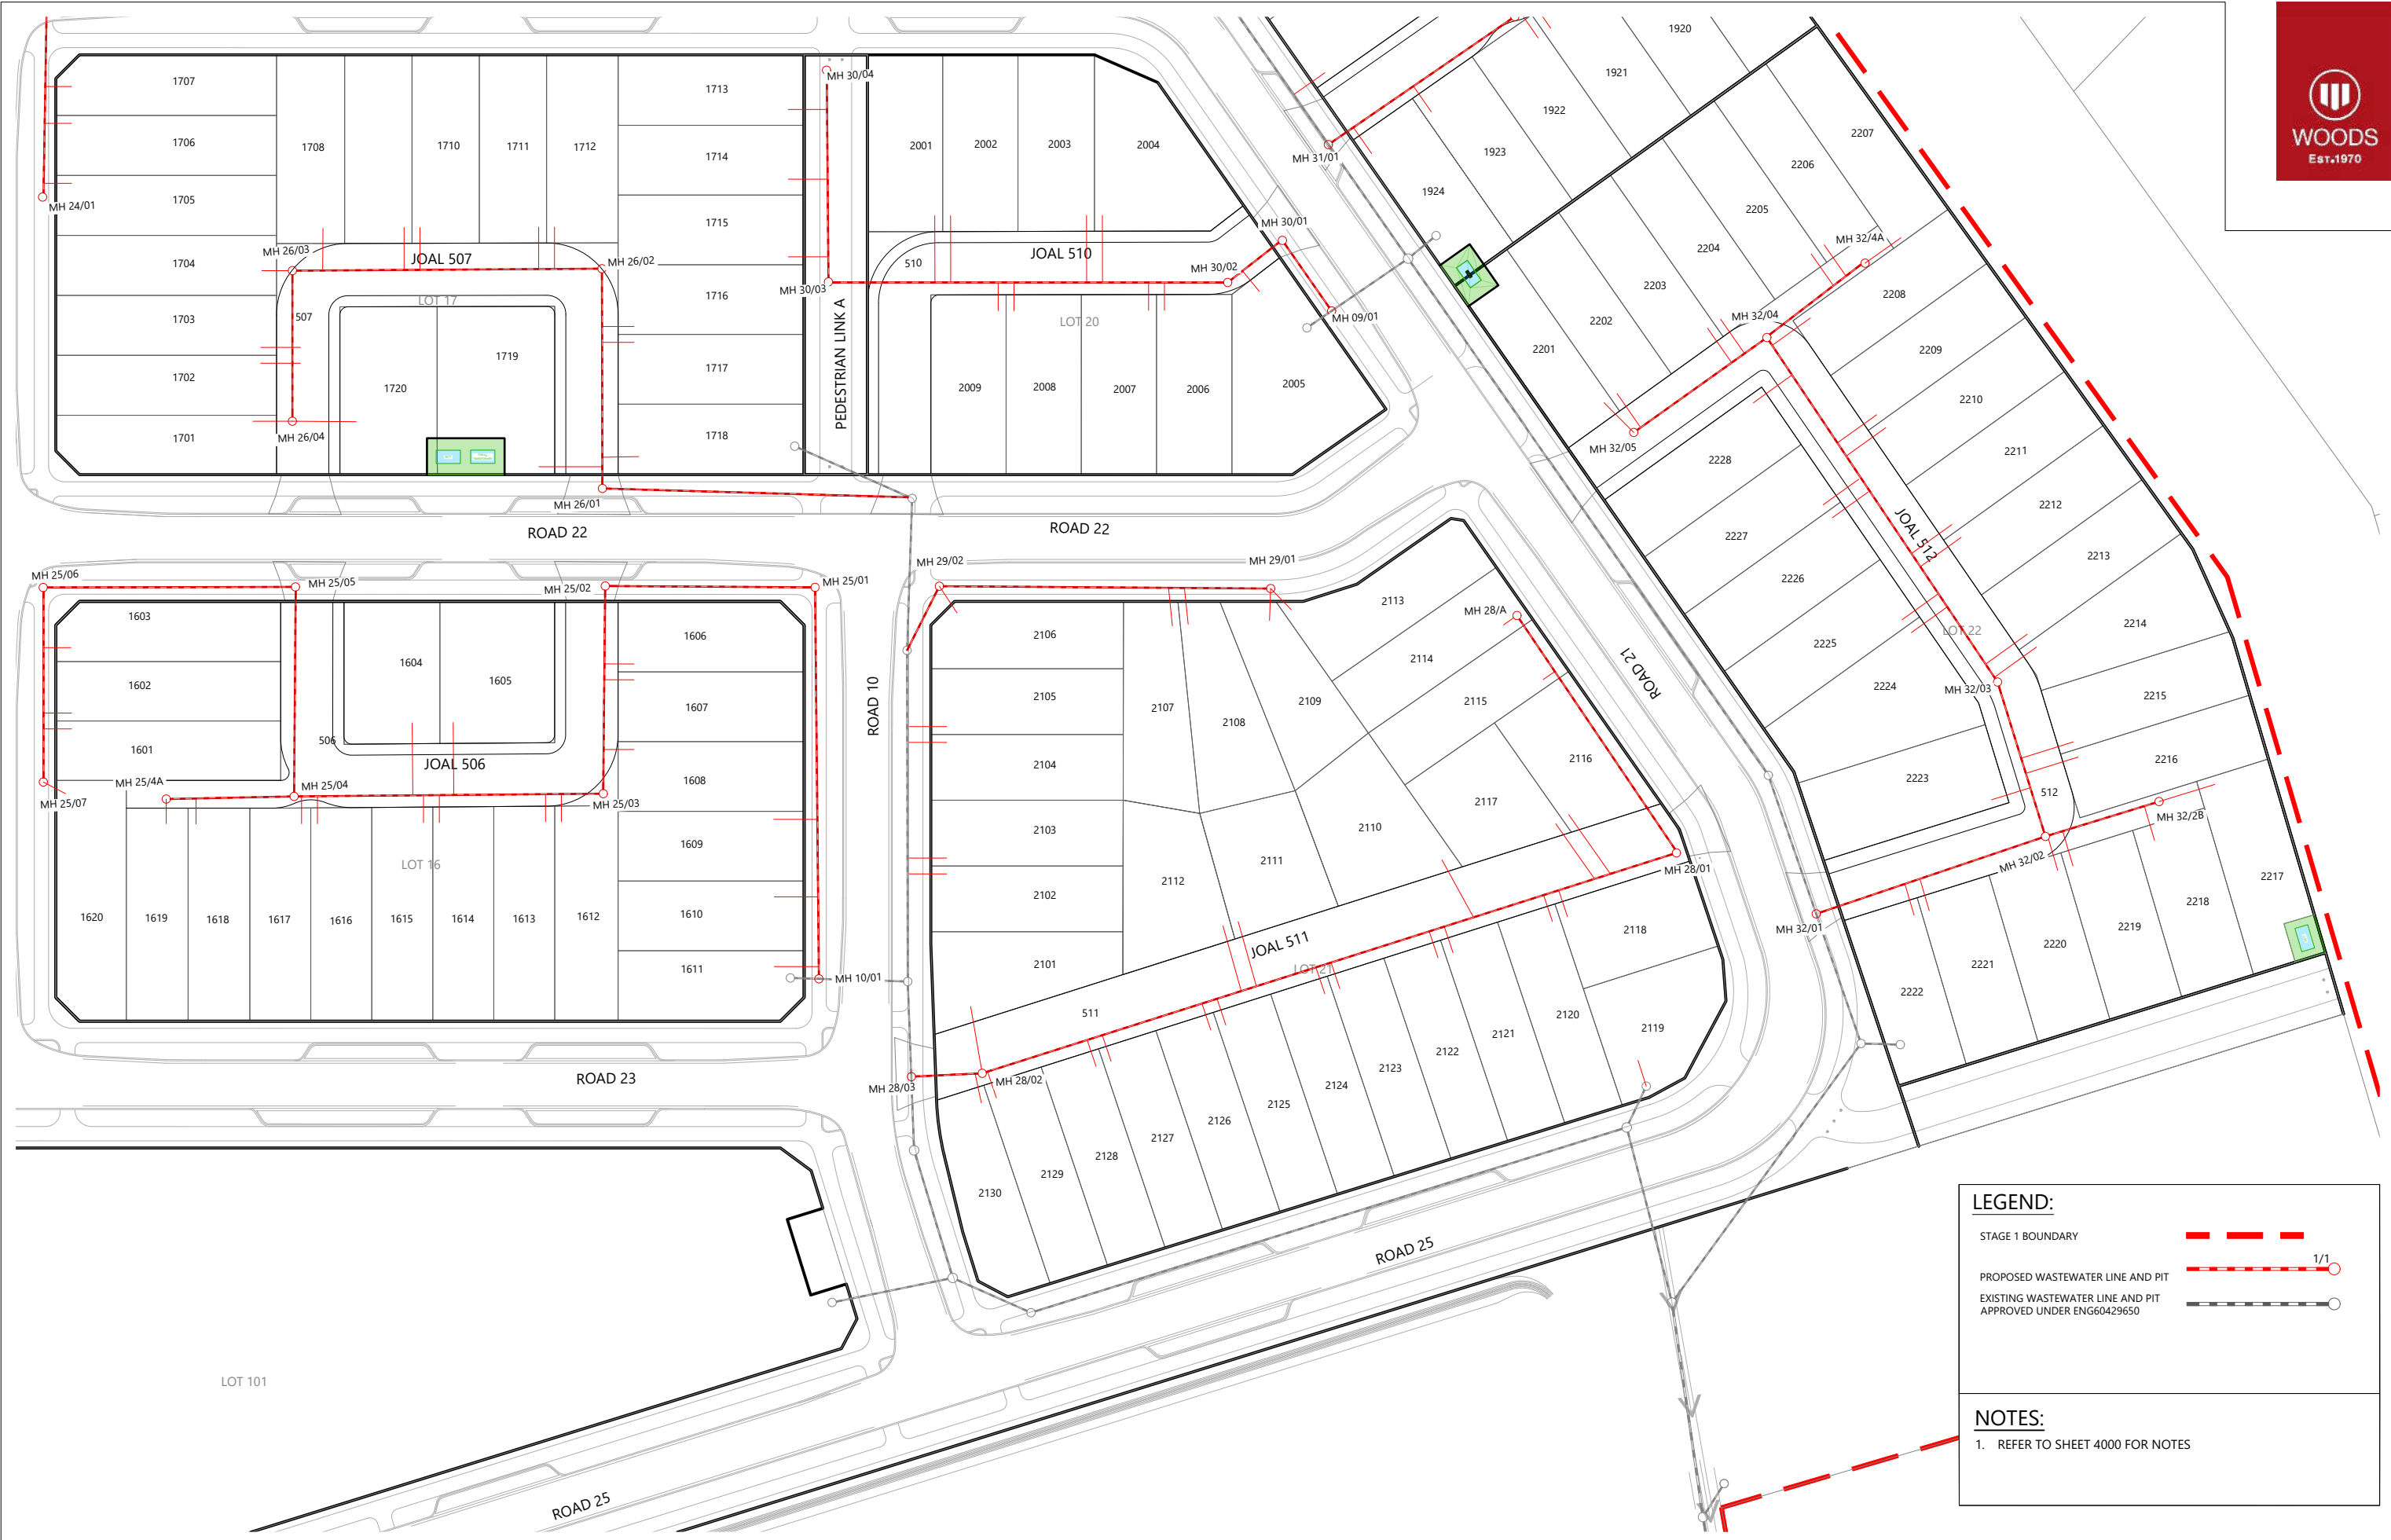 WOODS
EST.1970
1707
1706
1705
1704
1703
1702
1701
1708
1710
1711
1712
1713
1714
1715
1716
1717
1718
1719
1720
MH 24/01
MH 26/03
MH 26/02
MH 26/04
MH 26/01
JOAL 507
LOT 17
507
MH 30/04
MH 30/03
PEDESTRIAN LINK A
2001
2002
2003
2004
MH 30/01
MH 30/02
MH 09/01
JOAL 510
510
LOT 20
2009
2008
2007
2006
2005
MH 31/01
1920
1921
1922
1923
1924
2207
2206
2205
2204
2203
2202
2201
MH 32/4A
MH 32/04
MH 32/05
2208
2209
2210
2211
2212
2213
2214
2215
2216
2217
2218
2219
2220
2221
2222
2223
2224
2225
2226
2227
2228
JOAL 512
LOT 22
512
MH 32/03
MH 32/2B
MH 32/02
MH 32/01
ROAD 22
ROAD 22
MH 25/06
MH 25/05
MH 25/02
MH 25/01
1603
1602
1601
1604
1605
1606
1607
1608
1609
1610
1611
506
JOAL 506
MH 25/4A
MH 25/04
MH 25/03
MH 25/07
LOT 16
1620
1619
1618
1617
1616
1615
1614
1613
1612
MH 10/01
ROAD 10
ROAD 23
MH 29/02
MH 29/01
2106
2105
2104
2103
2102
2101
2107
2108
2109
2110
2111
2112
2113
2114
2115
2116
2117
MH 28/A
ROAD 21
MH 28/01
JOAL 511
LOT 21
511
MH 28/03
MH 28/02
2118
2119
2120
2121
2122
2123
2124
2125
2126
2127
2128
2129
2130
ROAD 25
ROAD 25
LOT 101
LEGEND:
STAGE 1 BOUNDARY
1/1
PROPOSED WASTEWATER LINE AND PIT
EXISTING WASTEWATER LINE AND PIT
APPROVED UNDER ENG60429650
NOTES:
1. REFER TO SHEET 4000 FOR NOTES